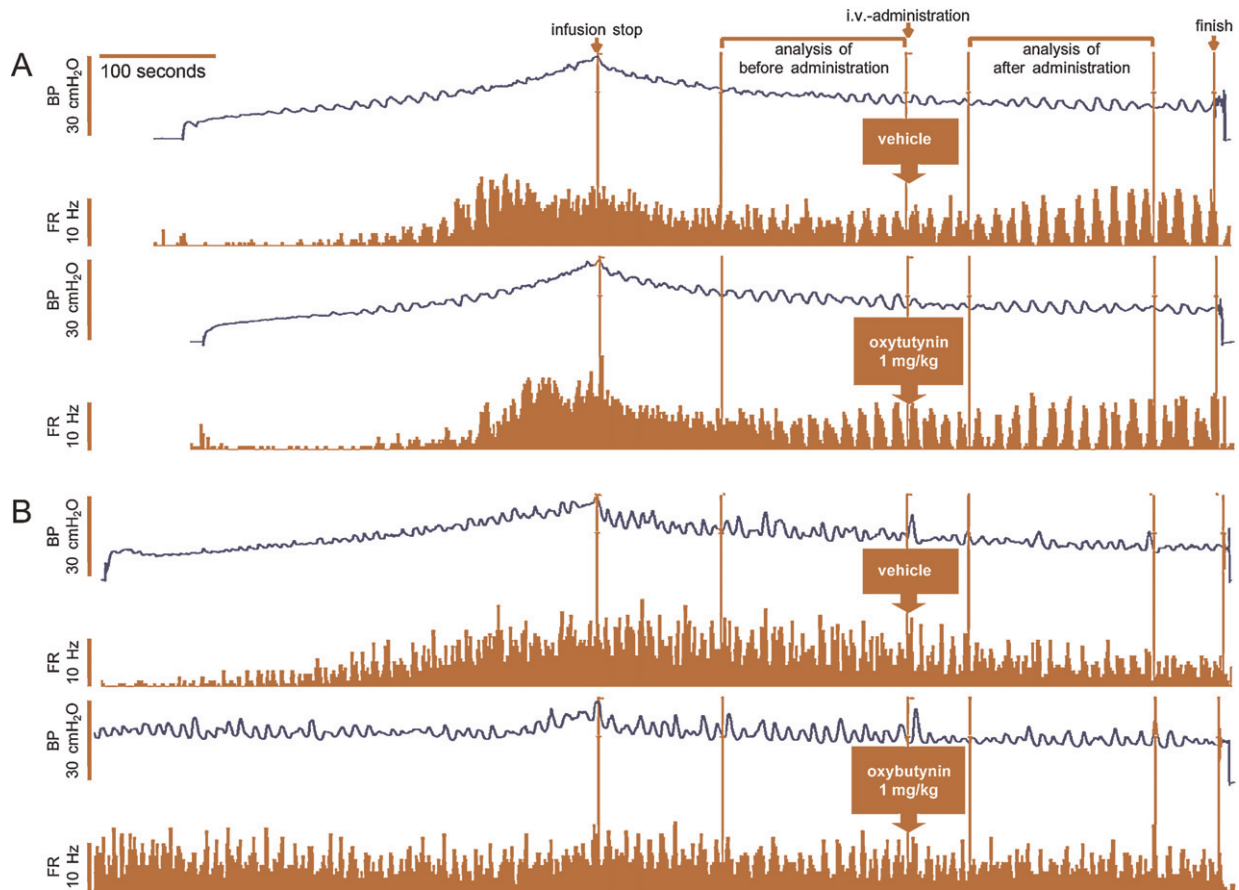 i.v.-administration
infusion stop
finish
A
100 seconds
analysis of
before administration
analysis of
after administration
BP
30 cmH2O
vehicle
FR
10 Hz
BP
30 cmH2O
oxytutynin
1 mg/kg
FR
10 Hz
B
BP
30 cmH2O
vehicle
FR
10 Hz
BP
30 cmH2O
oxybutynin
1 mg/kg
FR
10 Hz